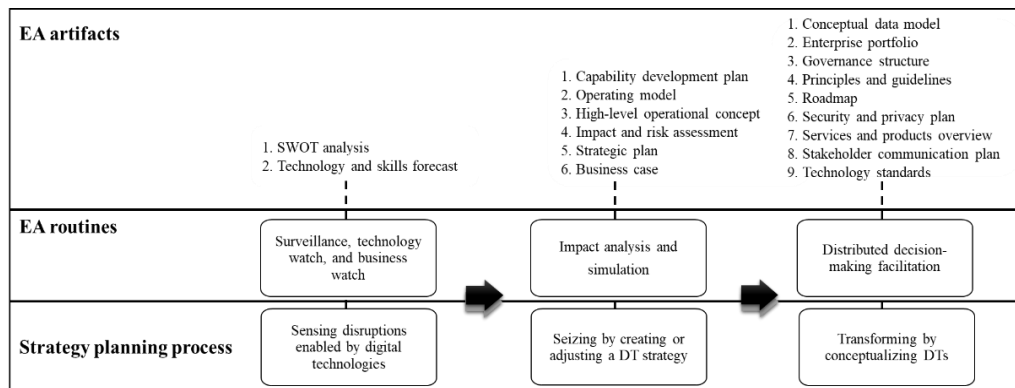 EA artifacts
1. SWOT analysis
2. Technology and skills forecast
1. Capability development plan
2. Operating model
3. High-level operational concept
4. Impact and risk assessment
5. Strategic plan
6. Business case
1. Conceptual data model
2. Enterprise portfolio
3. Governance structure
4. Principles and guidelines
5. Roadmap
6. Security and privacy plan
7. Services and products overview
8. Stakeholder communication plan
9. Technology standards
EA routines
Surveillance, technology
watch, and business
watch
Impact analysis and
simulation
Distributed decision-
making facilitation
Strategy planning process
Sensing disruptions
enabled by digital
technologies
Seizing by creating or
adjusting a DT strategy
Transforming by
conceptualizing DTs